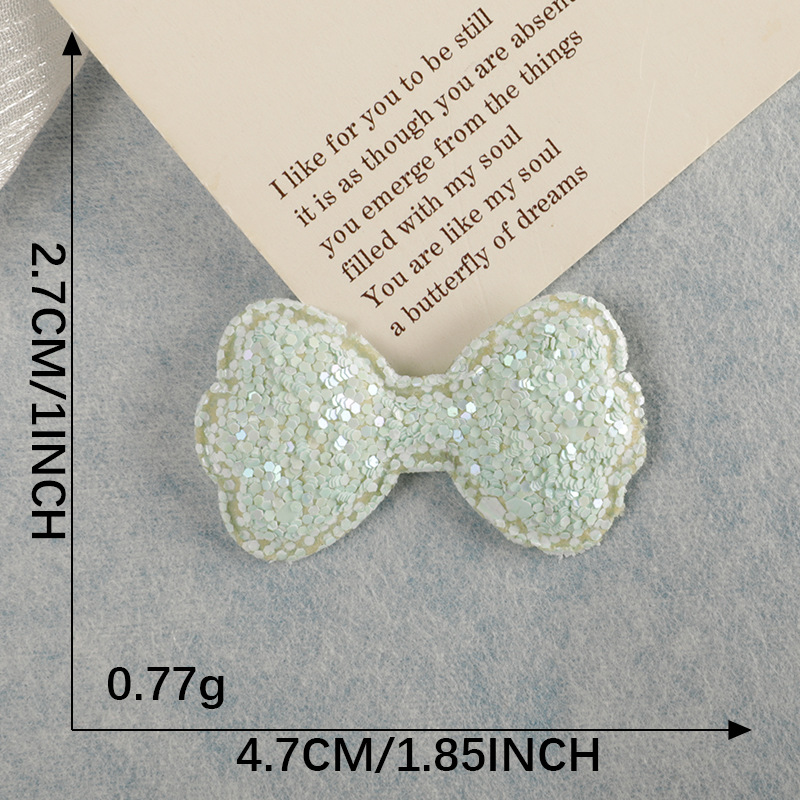 I like for you to be still
it is as though you are absent
you emerge from the things
filled with my soul
You are like my soul
a butterfly of dreams
2.7CM/1INCH
0.77g
4.7CM/1.85INCH